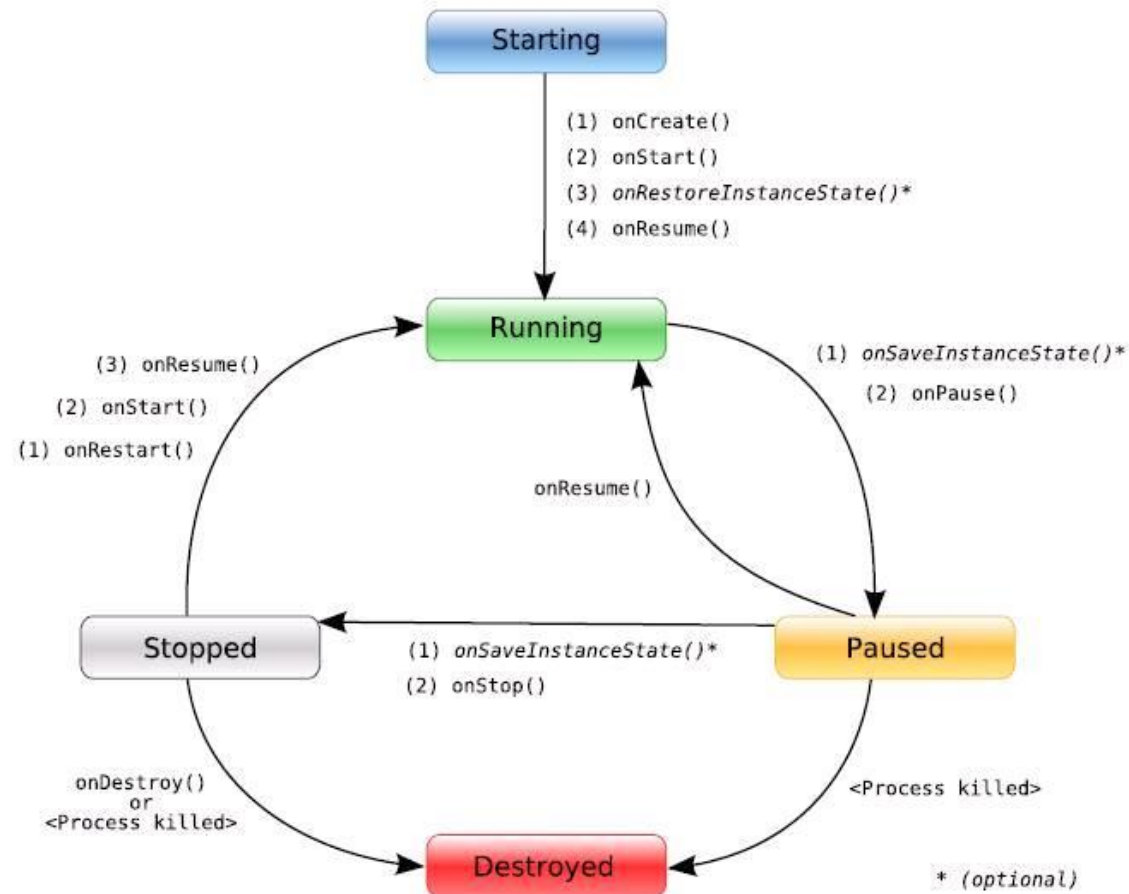 Starting
(1) onCreate()
(2) onStart()
(3) onRestoreInstanceState()*
(4) onResume()
Running
(3) onResume()
(2) onStart()
(1) onRestart()
(1) onSaveInstanceState()*
(2) onPause()
onResume()
Stopped
(1) onSaveInstanceState()*
(2) onStop()
Paused
onDestroy()
or
<Process killed>
<Process killed>
Destroyed
* (optional)